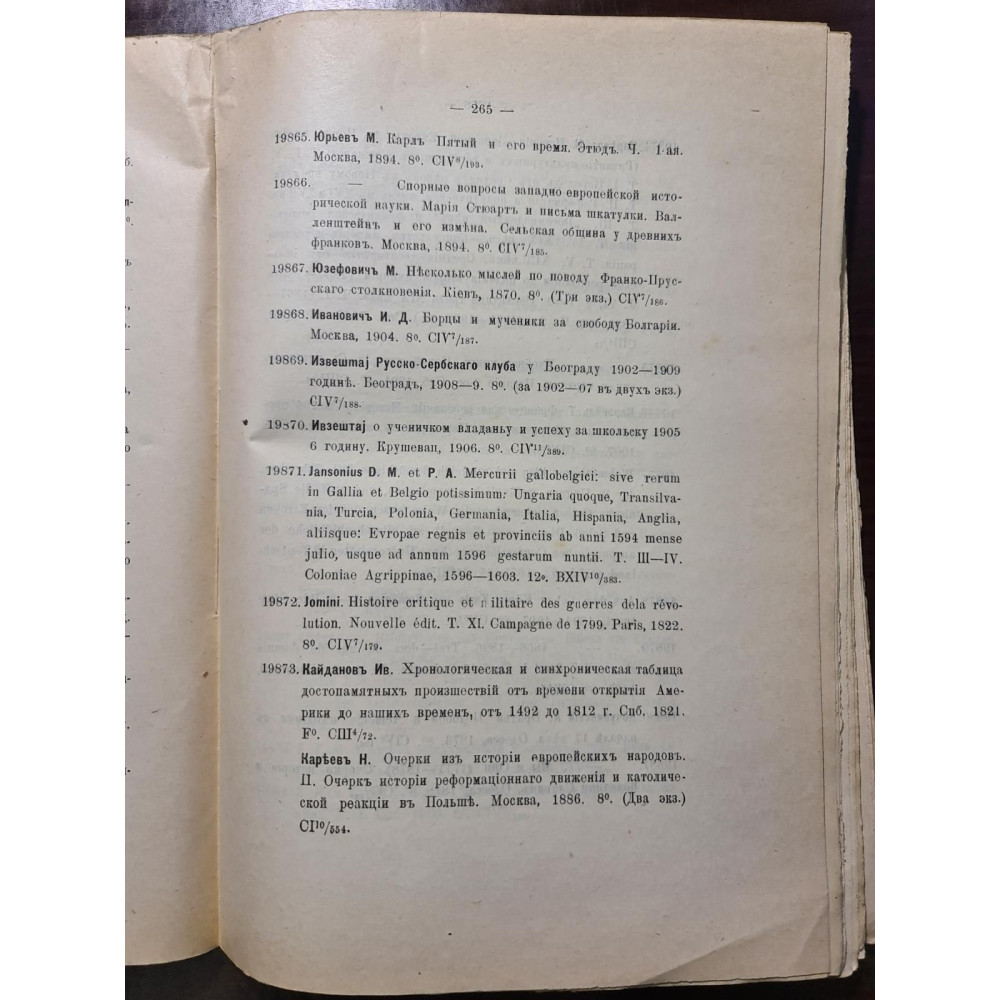 — 265 —
19865. Юрьевъ М. Карлъ Пятый и его время. Этюдъ. Ч. 1-ая.
Москва, 1894. 8⁰. CIV⁸/₁₉₃.
19866. — Спорные вопросы западно европейской исто-
рической науки. Марія Стюартъ и письма шкатулки. Вал-
ленштейнъ и его измѣна. Сельская община у древнихъ
франковъ. Москва, 1894. 8⁰. CIV⁷/₁₈₅.
19867. Юзефовичъ М. Нѣсколько мыслей по поводу Франко-Прус-
скаго столкновенія. Кіевъ, 1870. 8⁰. (Три экз.) CIV⁷/₁₈₆.
19868. Ивановичъ И. Д. Борцы и мученики за свободу Болгаріи.
Москва, 1904. 8⁰. CIV⁷/₁₈₇.
19869. Извештај Русско-Сербскаго клуба у Београду 1902—1909
годинѣ. Београдъ, 1908—9. 8⁰. (за 1902—07 въ двухъ экз.)
CIV⁷/₁₈₈.
19870. Ивзештај о ученичком владаньу и успеху за школьску 1905
6 годину. Крушевац, 1906. 8⁰. CIV¹¹/₃₈₉.
19871. Jansonius D. M. et P. A. Mercurii gallobelgici: sive rerum
in Gallia et Belgio potissimum: Ungaria quoque, Transilva-
nia, Turcia, Polonia, Germania, Italia, Hispania, Anglia,
aliisque: Evropae regnis et provinciis ab anni 1594 mense
julio, usque ad annum 1596 gestarum nuntii. T. III—IV.
Coloniae Agrippinae, 1596—1603. 12⁰. BXIV¹⁰/₃₈₃.
19872. Jomini. Histoire critique et militaire des guerres dela révo-
lution. Nouvelle édit. T. XI. Campagne de 1799. Paris, 1822.
8⁰. CIV⁷/₁₇₉.
19873. Кайдановъ Ив. Хронологическая и синхроническая таблица
достопамятныхъ произшествій отъ времени открытія Аме-
рики до нашихъ временъ, отъ 1492 до 1812 г. Спб. 1821.
F⁰. CIII⁴/₇₂.
Карѣевъ Н. Очерки из исторіи европейскихъ народовъ.
II. Очеркъ исторіи реформаціоннаго движенія и католиче-
ской реакціи въ Польшѣ. Москва, 1886. 8⁰. (Два экз.)
CI¹⁰/₅₅₄.